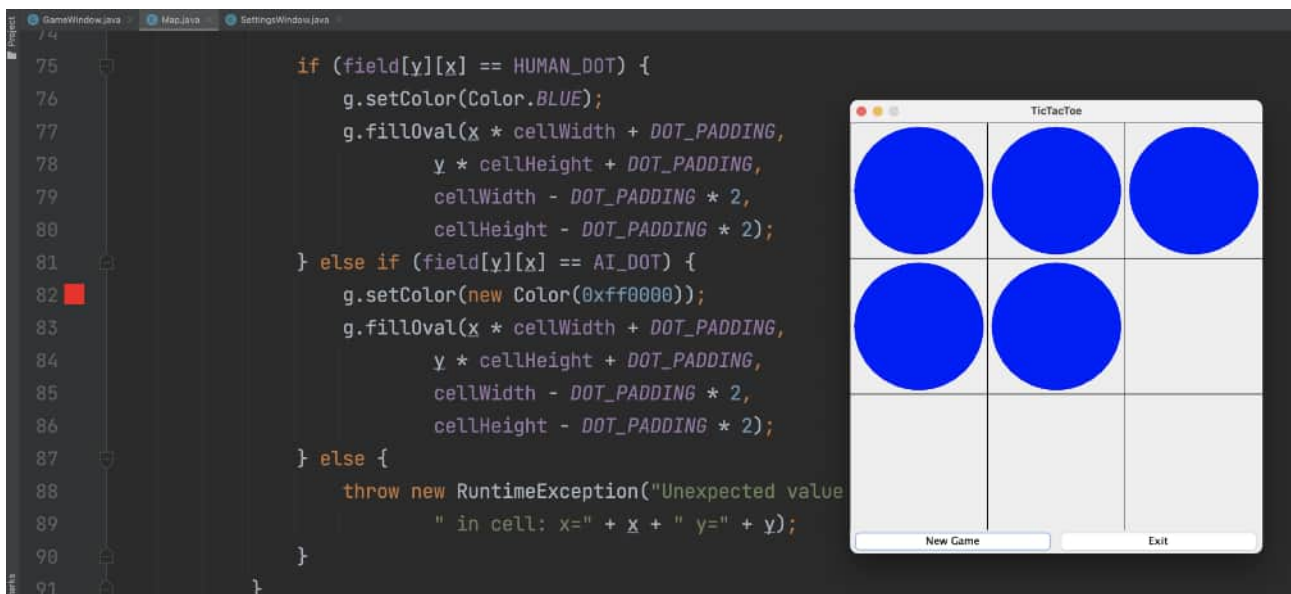 GameWindow.java Map.java SettingsWindow.java
Project
74
75 if (field[y][x] == HUMAN_DOT) {
76 g.setColor(Color.BLUE);
77 g.fillOval(x * cellWidth + DOT_PADDING,
78 y * cellHeight + DOT_PADDING,
79 cellWidth - DOT_PADDING * 2,
80 cellHeight - DOT_PADDING * 2);
81 } else if (field[y][x] == AI_DOT) {
82 g.setColor(new Color(0xff0000));
83 g.fillOval(x * cellWidth + DOT_PADDING,
84 y * cellHeight + DOT_PADDING,
85 cellWidth - DOT_PADDING * 2,
86 cellHeight - DOT_PADDING * 2);
87 } else {
88 throw new RuntimeException("Unexpected value
89 " in cell: x=" + x + " y=" + y);
90 }
91 }
TicTacToe
New Game Exit